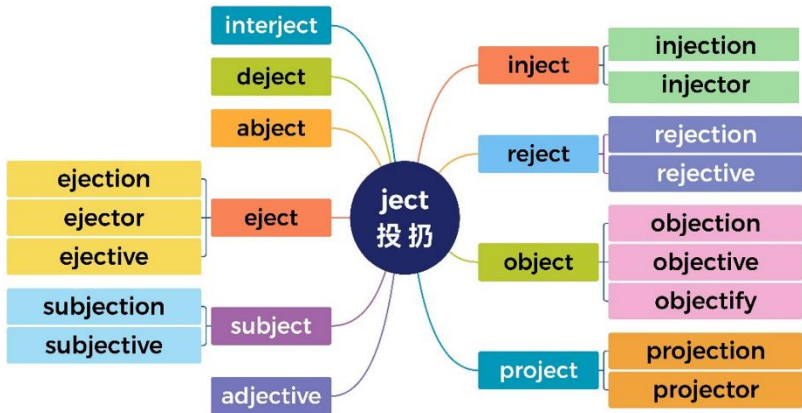 interject
deject
abject
eject
ejection
ejector
ejective
subject
subjection
subjective
adjective
ject
投 扔
inject
injection
injector
reject
rejection
rejective
object
objection
objective
objectify
project
projection
projector